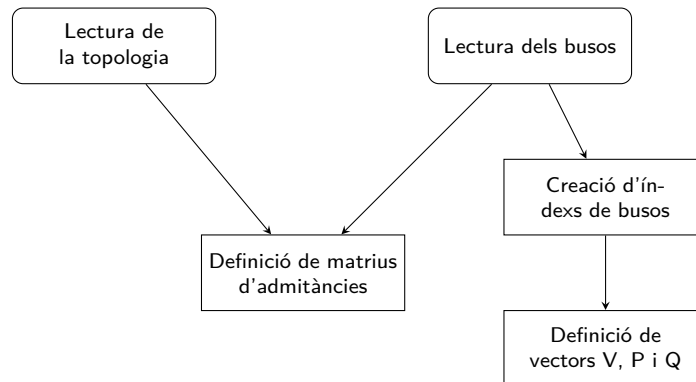 Lectura de
la topologia
Lectura dels busos
Creació d'ín-
dexs de busos
Definició de matrius
d'admitàncies
Definició de
vectors V, P i Q